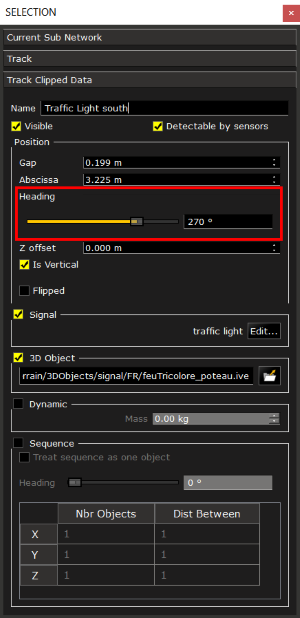 SELECTION
Current Sub Network
Track
Track Clipped Data
Name Traffic Light south
Visible Detectable by sensors
Position
Gap 0.199 m
Abscissa 3.225 m
Heading
270 °
Z offset 0.000 m
Is Vertical
Flipped
Signal
traffic light Edit...
3D Object
rrain/3DObjects/signal/FR/feuTricolore_poteau.ive
Dynamic
Mass 0.00 kg
Sequence
Treat sequence as one object
Heading 0 °
Nbr Objects Dist Between
X 1 1
Y 1 1
Z 1 1